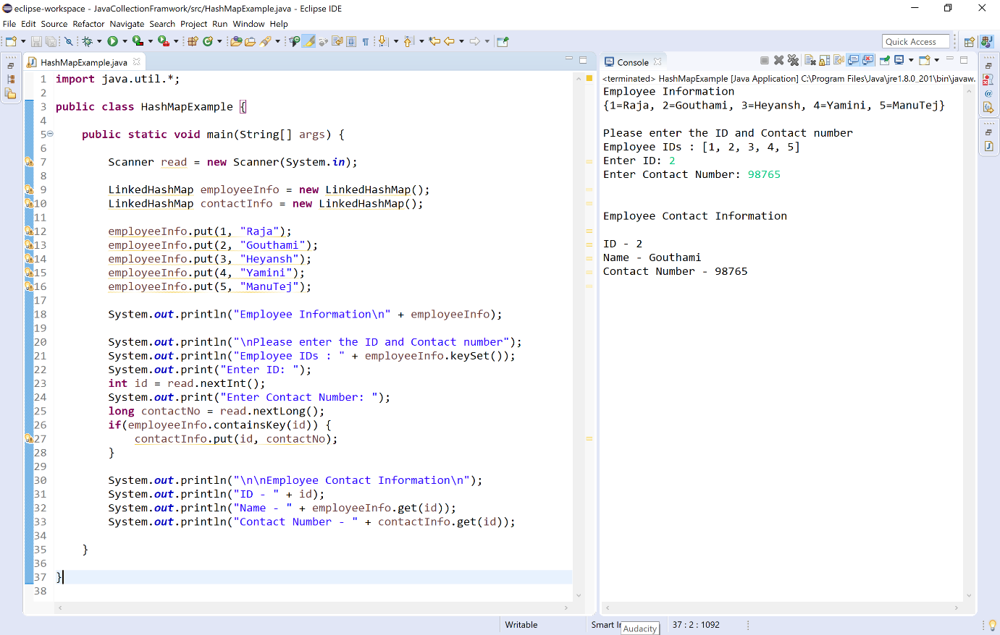 eclipse-workspace - JavaCollectionFramwork/src/HashMapExample.java - Eclipse IDE
File Edit Source Refactor Navigate Search Project Run Window Help
Quick Access
HashMapExample.java
1 import java.util.*;
2
3 public class HashMapExample {
4
5 public static void main(String[] args) {
6
7 Scanner read = new Scanner(System.in);
8
9 LinkedHashMap employeeInfo = new LinkedHashMap();
10 LinkedHashMap contactInfo = new LinkedHashMap();
11
12 employeeInfo.put(1, "Raja");
13 employeeInfo.put(2, "Gouthami");
14 employeeInfo.put(3, "Heyansh");
15 employeeInfo.put(4, "Yamini");
16 employeeInfo.put(5, "ManuTej");
17
18 System.out.println("Employee Information\n" + employeeInfo);
19
20 System.out.println("\nPlease enter the ID and Contact number");
21 System.out.println("Employee IDs : " + employeeInfo.keySet());
22 System.out.print("Enter ID: ");
23 int id = read.nextInt();
24 System.out.print("Enter Contact Number: ");
25 long contactNo = read.nextLong();
26 if(employeeInfo.containsKey(id)) {
27 contactInfo.put(id, contactNo);
28 }
29
30 System.out.println("\n\nEmployee Contact Information\n");
31 System.out.println("ID - " + id);
32 System.out.println("Name - " + employeeInfo.get(id));
33 System.out.println("Contact Number - " + contactInfo.get(id));
34
35 }
36
37 }
38
Console
<terminated> HashMapExample [Java Application] C:\Program Files\Java\jre1.8.0_201\bin\javaw.
Employee Information
{1=Raja, 2=Gouthami, 3=Heyansh, 4=Yamini, 5=ManuTej}
Please enter the ID and Contact number
Employee IDs : [1, 2, 3, 4, 5]
Enter ID: 2
Enter Contact Number: 98765
Employee Contact Information
ID - 2
Name - Gouthami
Contact Number - 98765
Writable
Smart In
Audacity
37 : 2 : 1092